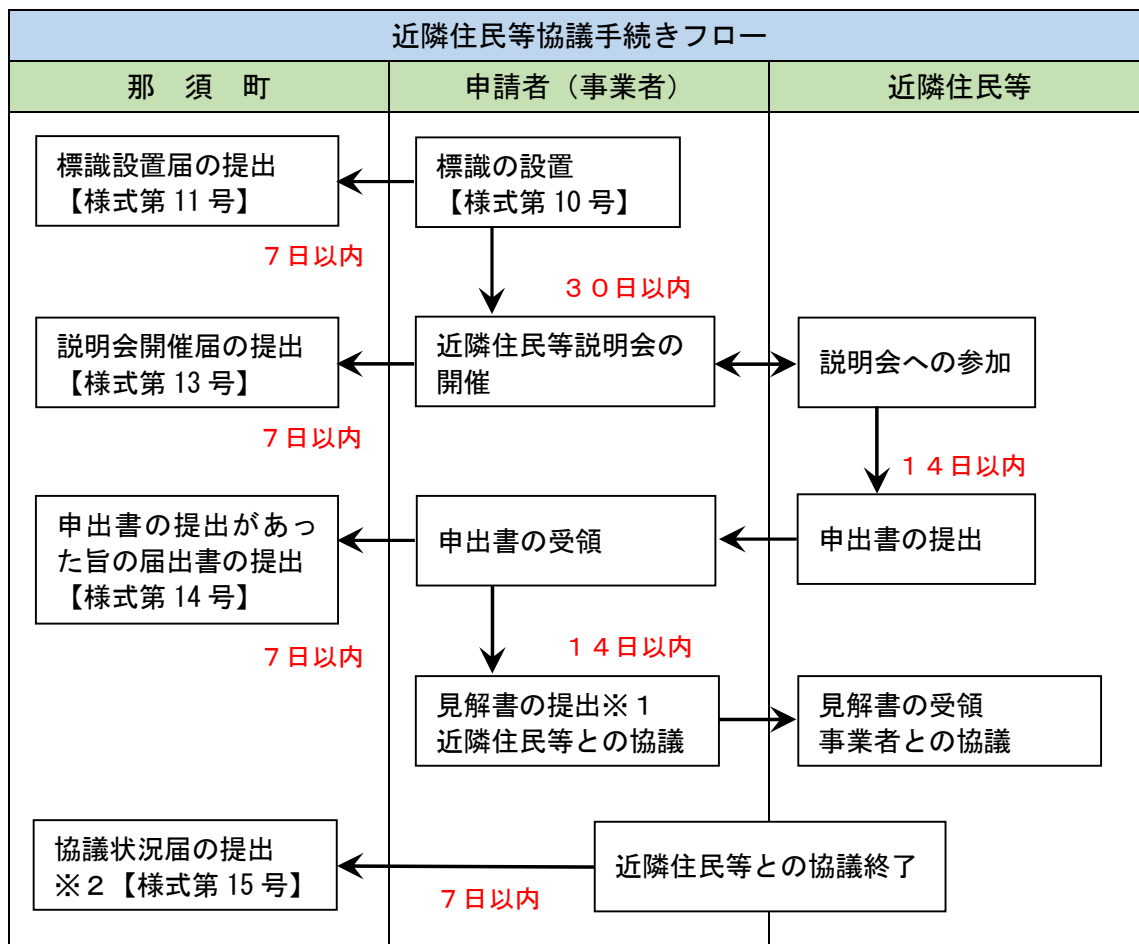 近隣住民等協議手続きフロー
那　須　町
申請者（事業者）
近隣住民等
標識設置届の提出
【様式第 11 号】
標識の設置
【様式第 10 号】
７日以内
３０日以内
説明会開催届の提出
【様式第 13 号】
近隣住民等説明会の
開催
説明会への参加
７日以内
１４日以内
申出書の提出があっ
た旨の届出書の提出
【様式第 14 号】
申出書の受領
申出書の提出
７日以内
１４日以内
見解書の提出※１
近隣住民等との協議
見解書の受領
事業者との協議
協議状況届の提出
※２【様式第 15 号】
近隣住民等との協議終了
７日以内